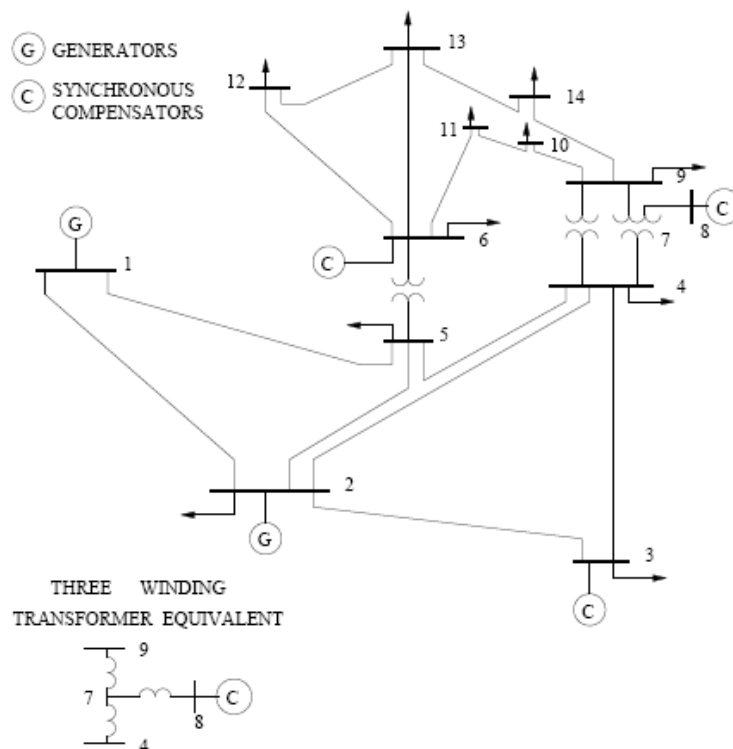 G GENERATORS
C SYNCHRONOUS
COMPENSATORS
13
12
14
11
10
9
C
8
7
6
C
G
1
4
5
2
G
3
C
THREE WINDING
TRANSFORMER EQUIVALENT
9
7
C
8
4